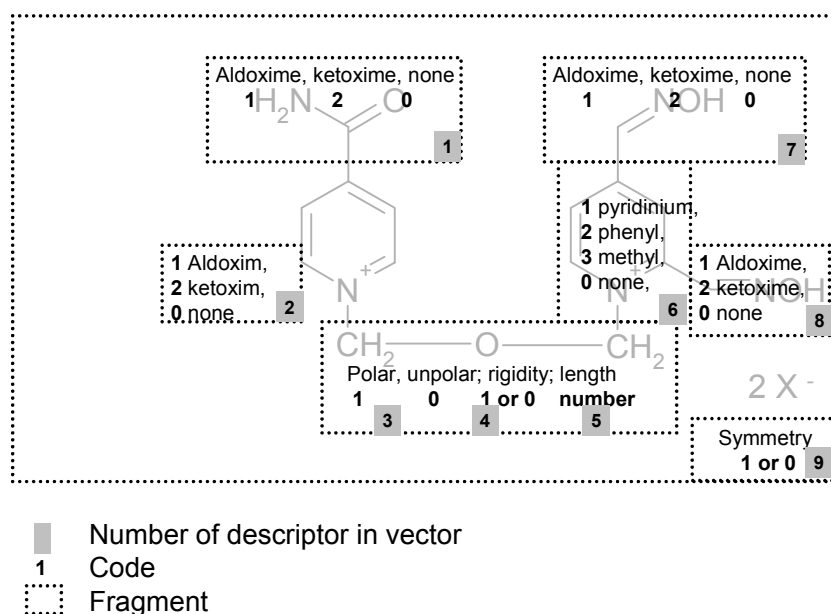 Aldoxime, ketoxime, none
1 2 0
H2N O
1
Aldoxime, ketoxime, none
1 2 0
NOH
7
1 pyridinium,
2 phenyl,
3 methyl,
0 none,
6
1 Aldoxim,
2 ketoxim,
0 none
2
1 Aldoxime,
2 ketoxime,
0 none
8
N+ N+ NOH
CH2 O CH2
Polar, unpolar; rigidity; length
1 0 1 or 0 number
3 4 5
2 X -
Symmetry
1 or 0 9
Number of descriptor in vector
1 Code
Fragment